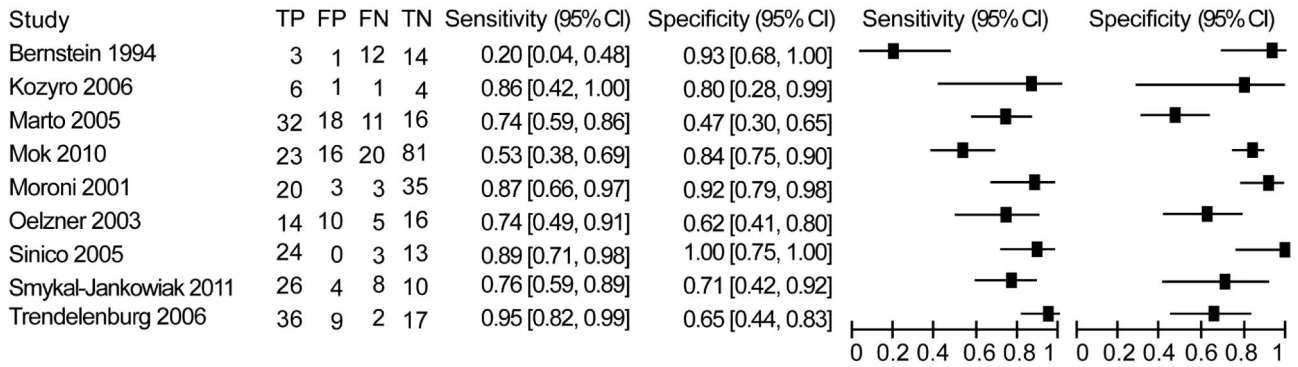 Study TP FP FN TN Sensitivity (95% CI) Specificity (95% CI) Sensitivity (95% CI) Specificity (95% CI)
Bernstein 1994 3 1 12 14 0.20 [0.04, 0.48] 0.93 [0.68, 1.00]
Kozyro 2006 6 1 1 4 0.86 [0.42, 1.00] 0.80 [0.28, 0.99]
Marto 2005 32 18 11 16 0.74 [0.59, 0.86] 0.47 [0.30, 0.65]
Mok 2010 23 16 20 81 0.53 [0.38, 0.69] 0.84 [0.75, 0.90]
Moroni 2001 20 3 3 35 0.87 [0.66, 0.97] 0.92 [0.79, 0.98]
Oelzner 2003 14 10 5 16 0.74 [0.49, 0.91] 0.62 [0.41, 0.80]
Sinico 2005 24 0 3 13 0.89 [0.71, 0.98] 1.00 [0.75, 1.00]
Smykal-Jankowiak 2011 26 4 8 10 0.76 [0.59, 0.89] 0.71 [0.42, 0.92]
Trendelenburg 2006 36 9 2 17 0.95 [0.82, 0.99] 0.65 [0.44, 0.83]
0 0.2 0.4 0.6 0.8 1 0 0.2 0.4 0.6 0.8 1